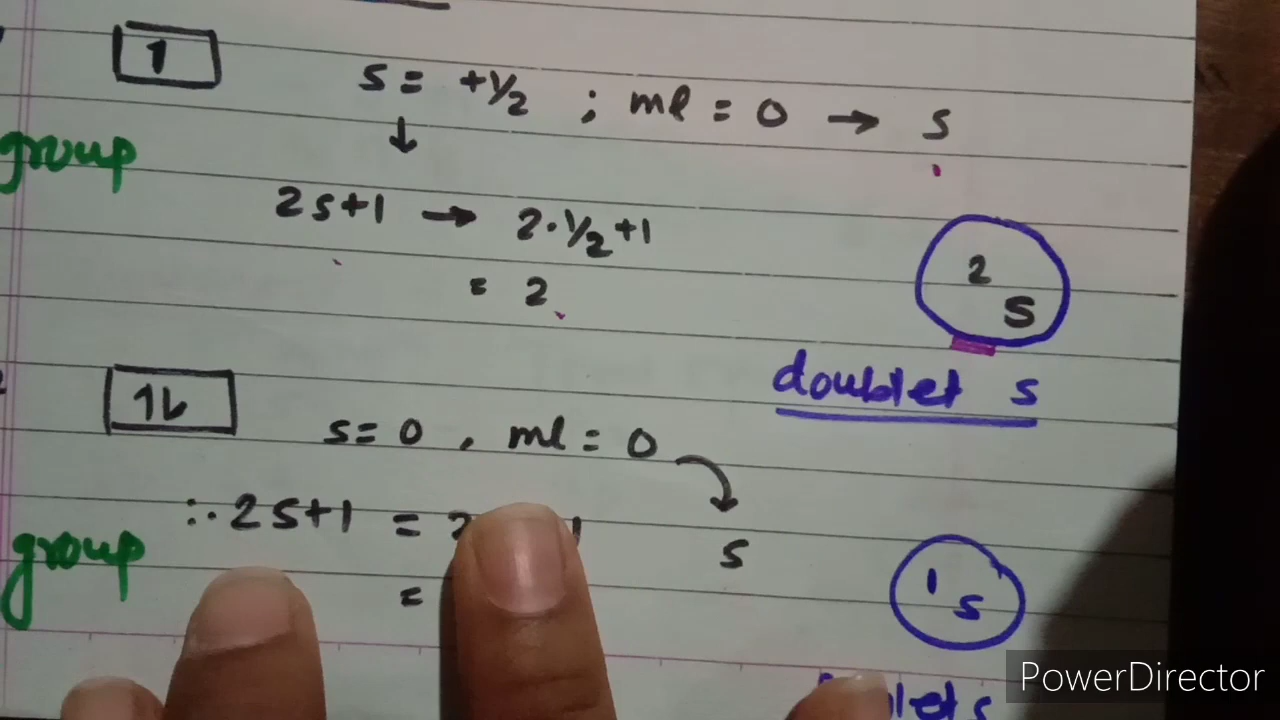 1
s = +1/2 ; ml = 0 → s
↓
group
2s+1 → 2·1/2+1
= 2
2
S
doublet s
1↓
s = 0 , ml = 0
s
∴ 2s+1 =
group
=
1
s
PowerDirector